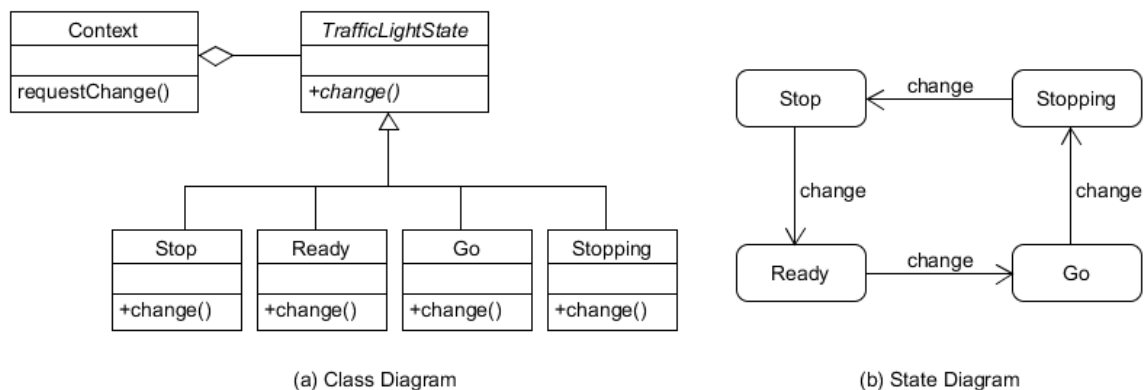 Context
TrafficLightState
requestChange()
+change()
Stop
Ready
Go
Stopping
+change()
+change()
+change()
+change()
(a) Class Diagram
Stop
change
Stopping
change
change
Ready
change
Go
(b) State Diagram